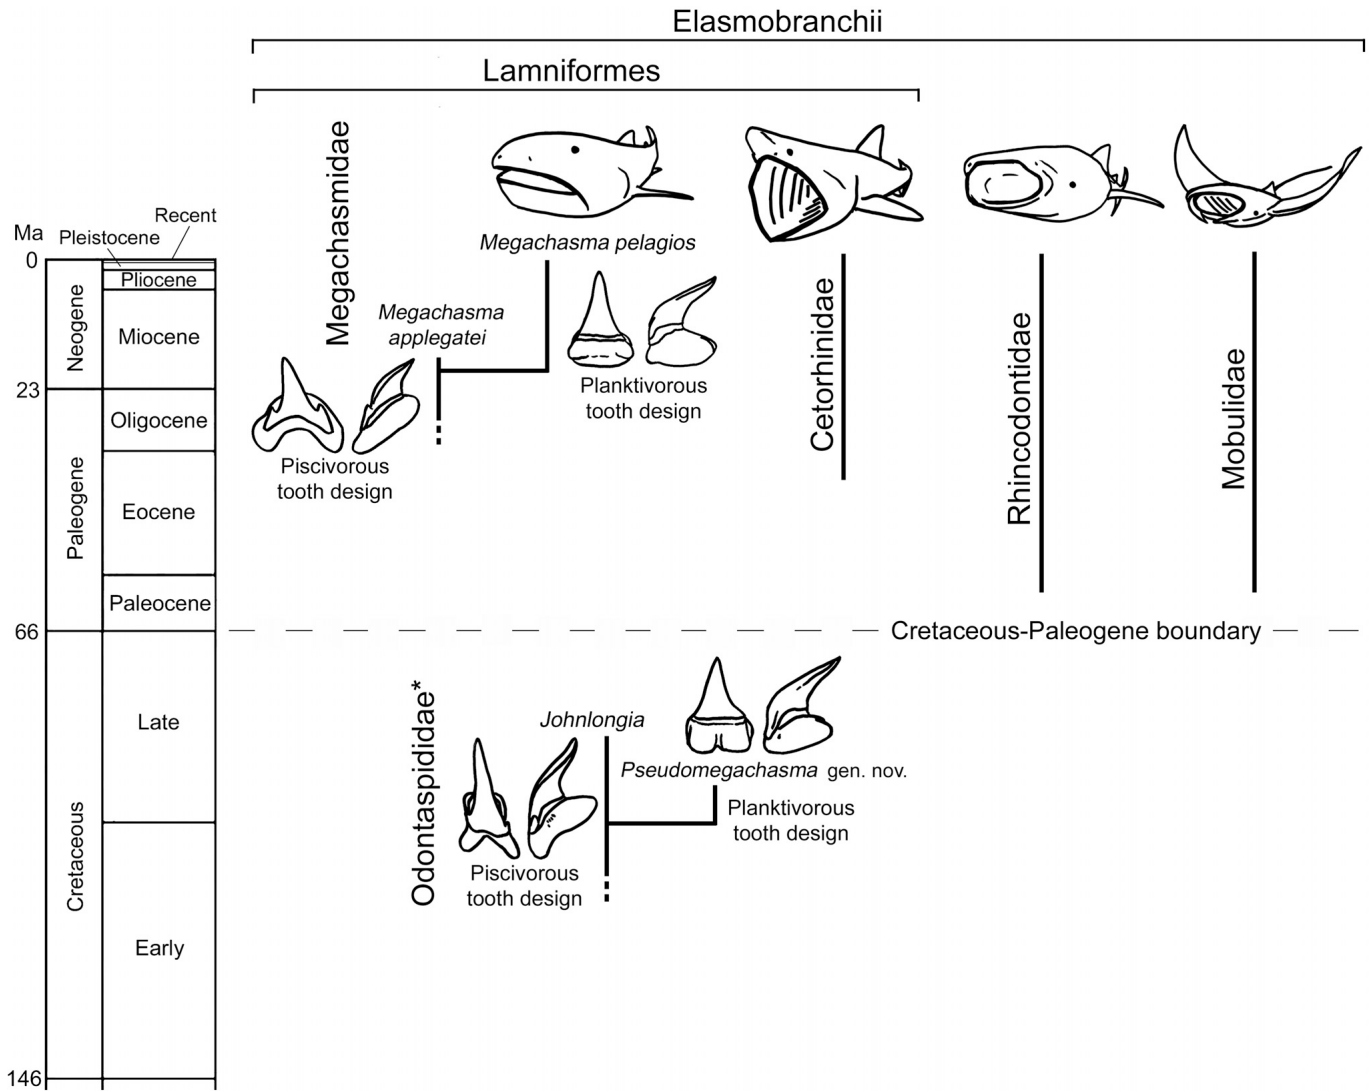 Elasmobranchii
Lamniformes
Megachasmidae
Megachasma pelagios
Megachasma
applegatei
Planktivorous
tooth design
Piscivorous
tooth design
Cetorhinidae
Rhincodontidae
Mobulidae
Ma
Recent
Pleistocene
0
Pliocene
Neogene
Miocene
23
Oligocene
Paleogene
Eocene
Paleocene
66
Cretaceous-Paleogene boundary
Late
Cretaceous
Early
146
Odontaspididae*
Johnlongia
Pseudomegachasma gen. nov.
Planktivorous
tooth design
Piscivorous
tooth design